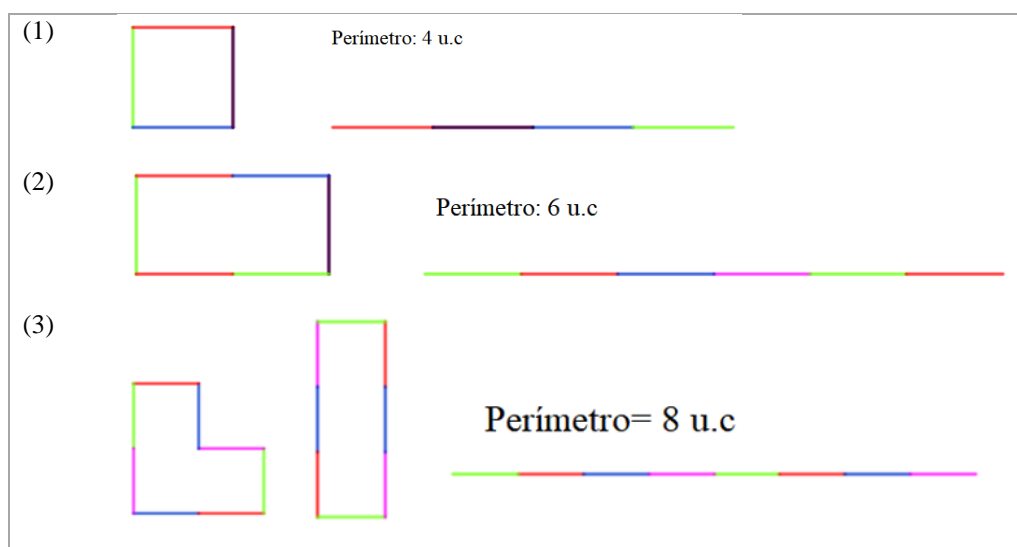 (1)
Perímetro: 4 u.c
(2)
Perímetro: 6 u.c
(3)
Perímetro= 8 u.c